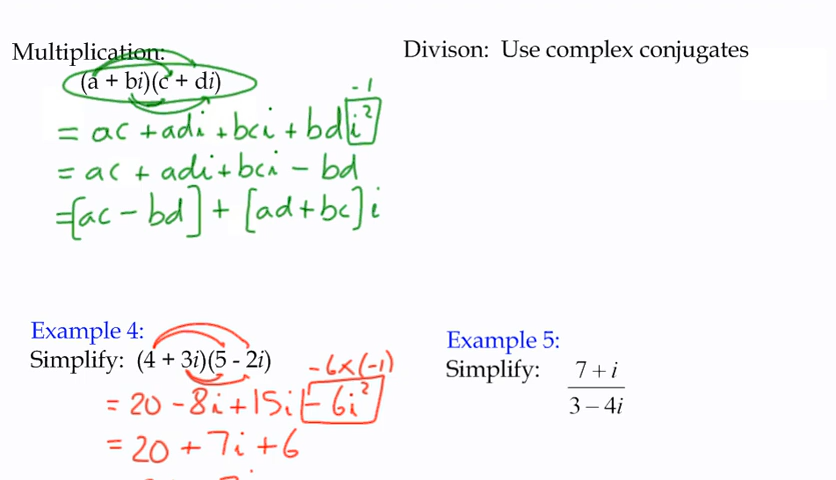 Multiplication:
(a + bi)(c + di)
-1
= ac + adi + bci + bd i²
= ac + adi + bci − bd
= [ac − bd] + [ad + bc] i
Divison: Use complex conjugates
Example 4:
Simplify: (4 + 3i)(5 - 2i)
-6×(-1)
= 20 - 8i + 15i - 6i²
= 20 + 7i + 6
Example 5:
Simplify: 7 + i
3 – 4i